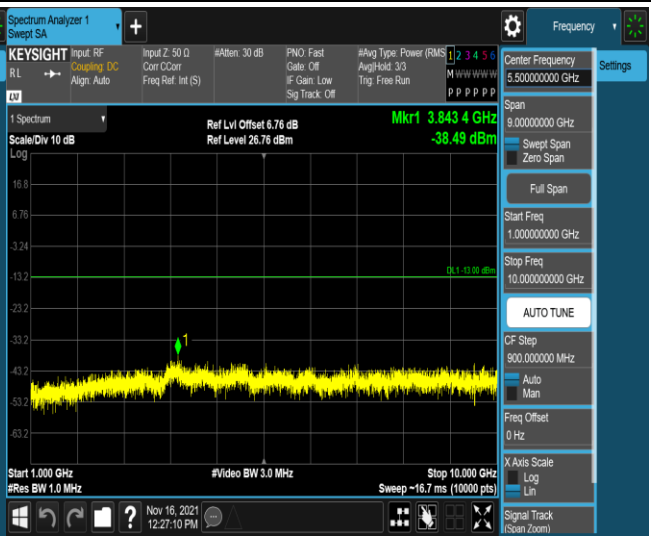 Spectrum Analyzer 1
Swept SA
Frequency
KEYSIGHT
R L
LXI
Input: RF
Coupling: DC
Align: Auto
Input Z: 50 Ω
Corr CCorr
Freq Ref: Int (S)
#Atten: 30 dB
PNO: Fast
Gate: Off
IF Gain: Low
Sig Track: Off
#Avg Type: Power (RMS
Avg|Hold: 3/3
Trig: Free Run
1 2 3 4 5 6
M W W W W W
P P P P P P
1 Spectrum
Scale/Div 10 dB
Log
Ref Lvl Offset 6.76 dB
Ref Level 26.76 dBm
Mkr1 3.843 4 GHz
-38.49 dBm
16.8
6.76
-3.24
-13.2
-23.2
-33.2
-43.2
-53.2
-63.2
DL1 -13.00 dBm
1
Start 1.000 GHz
#Res BW 1.0 MHz
#Video BW 3.0 MHz
Stop 10.000 GHz
Sweep ~16.7 ms (10000 pts)
?
Nov 16, 2021
12:27:10 PM
Center Frequency
5.500000000 GHz
Span
9.00000000 GHz
Swept Span
Zero Span
Full Span
Start Freq
1.000000000 GHz
Stop Freq
10.000000000 GHz
AUTO TUNE
CF Step
900.000000 MHz
Auto
Man
Freq Offset
0 Hz
X Axis Scale
Log
Lin
Signal Track
(Span Zoom)
Settings